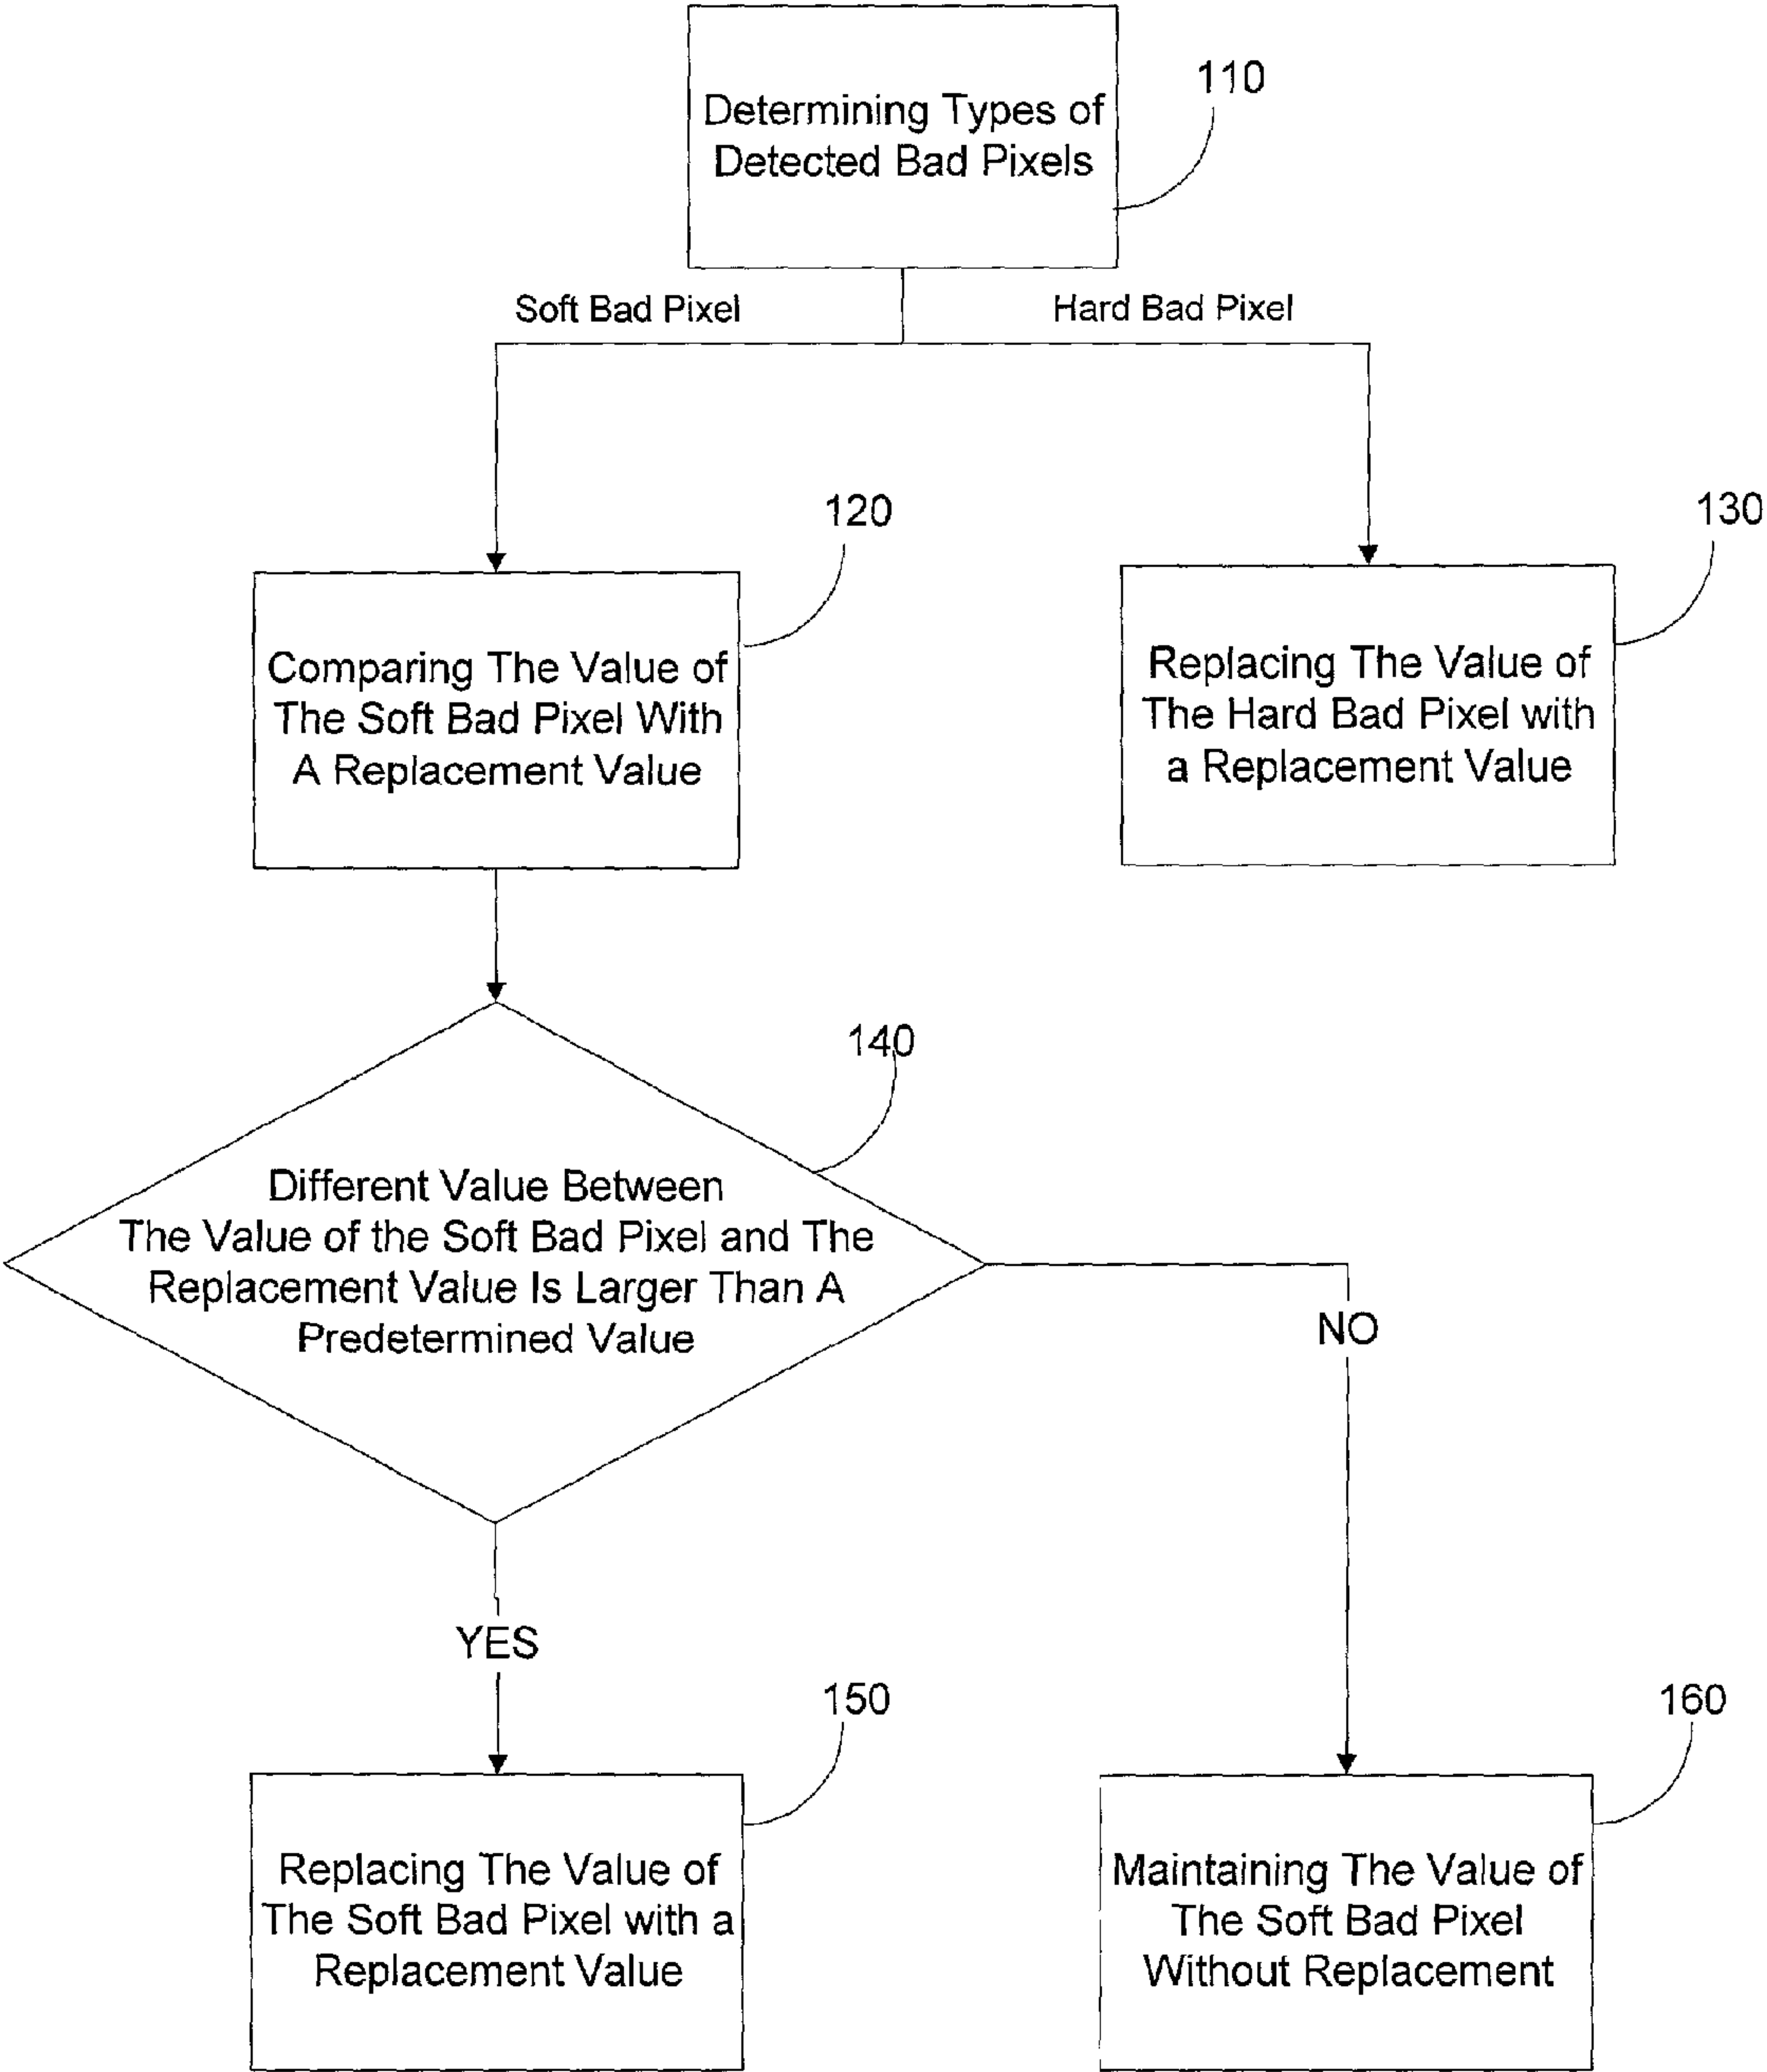 Determining Types of
Detected Bad Pixels
110
Soft Bad Pixel
Hard Bad Pixel
120
130
Comparing The Value of
The Soft Bad Pixel With
A Replacement Value
Replacing The Value of
The Hard Bad Pixel with
a Replacement Value
140
Different Value Between
The Value of the Soft Bad Pixel and The
Replacement Value Is Larger Than A
Predetermined Value
NO
YES
150
160
Replacing The Value of
The Soft Bad Pixel with a
Replacement Value
Maintaining The Value of
The Soft Bad Pixel
Without Replacement